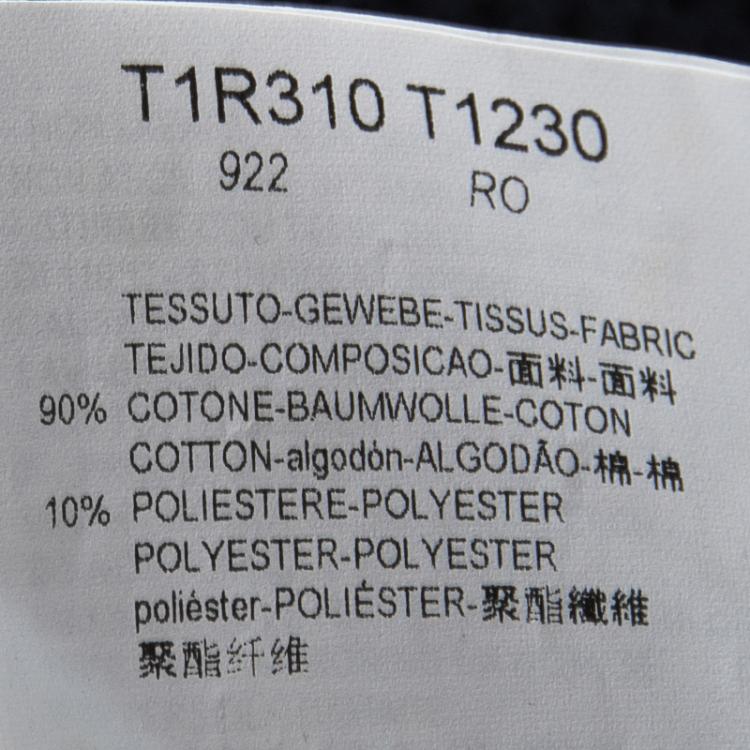 T1R310 T1230
922 RO
TESSUTO-GEWEBE-TISSUS-FABRIC
TEJIDO-COMPOSICAO-面料-面料
90% COTONE-BAUMWOLLE-COTON
COTTON-algodón-ALGODÃO-棉-棉
10% POLIESTERE-POLYESTER
POLYESTER-POLYESTER
poliéster-POLIÉSTER-聚酯纖維
聚酯纤维